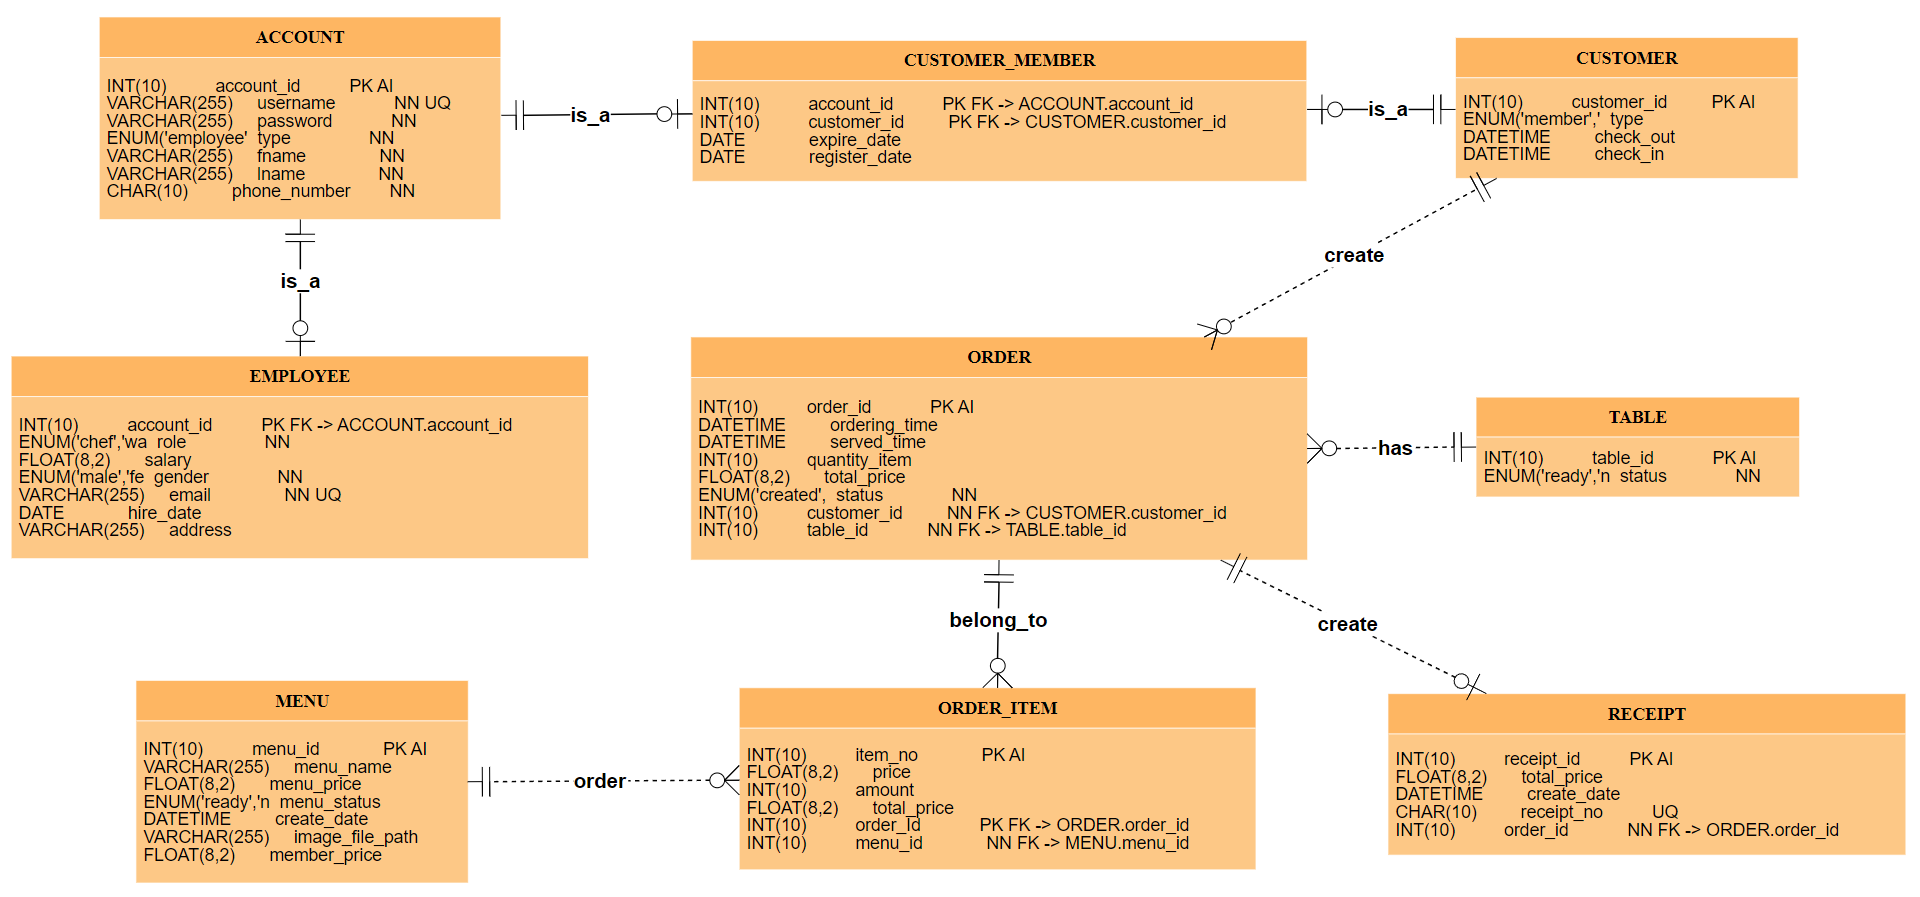 ACCOUNT
INT(10) account_id PK AI
VARCHAR(255) username NN UQ
VARCHAR(255) password NN
ENUM('employee' type NN
VARCHAR(255) fname NN
VARCHAR(255) lname NN
CHAR(10) phone_number NN
is_a
CUSTOMER_MEMBER
INT(10) account_id PK FK -> ACCOUNT.account_id
INT(10) customer_id PK FK -> CUSTOMER.customer_id
DATE expire_date
DATE register_date
is_a
CUSTOMER
INT(10) customer_id PK AI
ENUM('member',' type
DATETIME check_out
DATETIME check_in
is_a
create
EMPLOYEE
INT(10) account_id PK FK -> ACCOUNT.account_id
ENUM('chef','wa role NN
FLOAT(8,2) salary
ENUM('male','fe gender NN
VARCHAR(255) email NN UQ
DATE hire_date
VARCHAR(255) address
ORDER
INT(10) order_id PK AI
DATETIME ordering_time
DATETIME served_time
INT(10) quantity_item
FLOAT(8,2) total_price
ENUM('created', status NN
INT(10) customer_id NN FK -> CUSTOMER.customer_id
INT(10) table_id NN FK -> TABLE.table_id
has
TABLE
INT(10) table_id PK AI
ENUM('ready','n status NN
belong_to
create
MENU
INT(10) menu_id PK AI
VARCHAR(255) menu_name
FLOAT(8,2) menu_price
ENUM('ready','n menu_status
DATETIME create_date
VARCHAR(255) image_file_path
FLOAT(8,2) member_price
order
ORDER_ITEM
INT(10) item_no PK AI
FLOAT(8,2) price
INT(10) amount
FLOAT(8,2) total_price
INT(10) order_Id PK FK -> ORDER.order_id
INT(10) menu_id NN FK -> MENU.menu_id
RECEIPT
INT(10) receipt_id PK AI
FLOAT(8,2) total_price
DATETIME create_date
CHAR(10) receipt_no UQ
INT(10) order_id NN FK -> ORDER.order_id